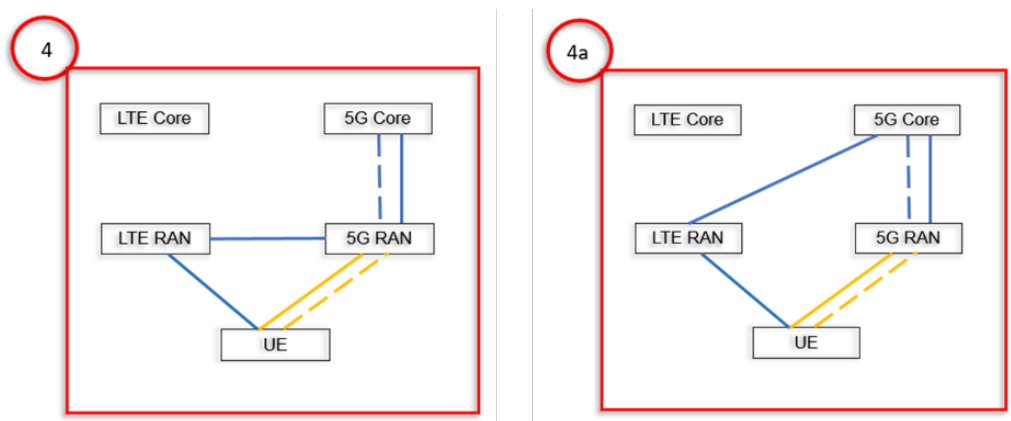 4
LTE Core
5G Core
LTE RAN
5G RAN
UE
4a
LTE Core
5G Core
LTE RAN
5G RAN
UE